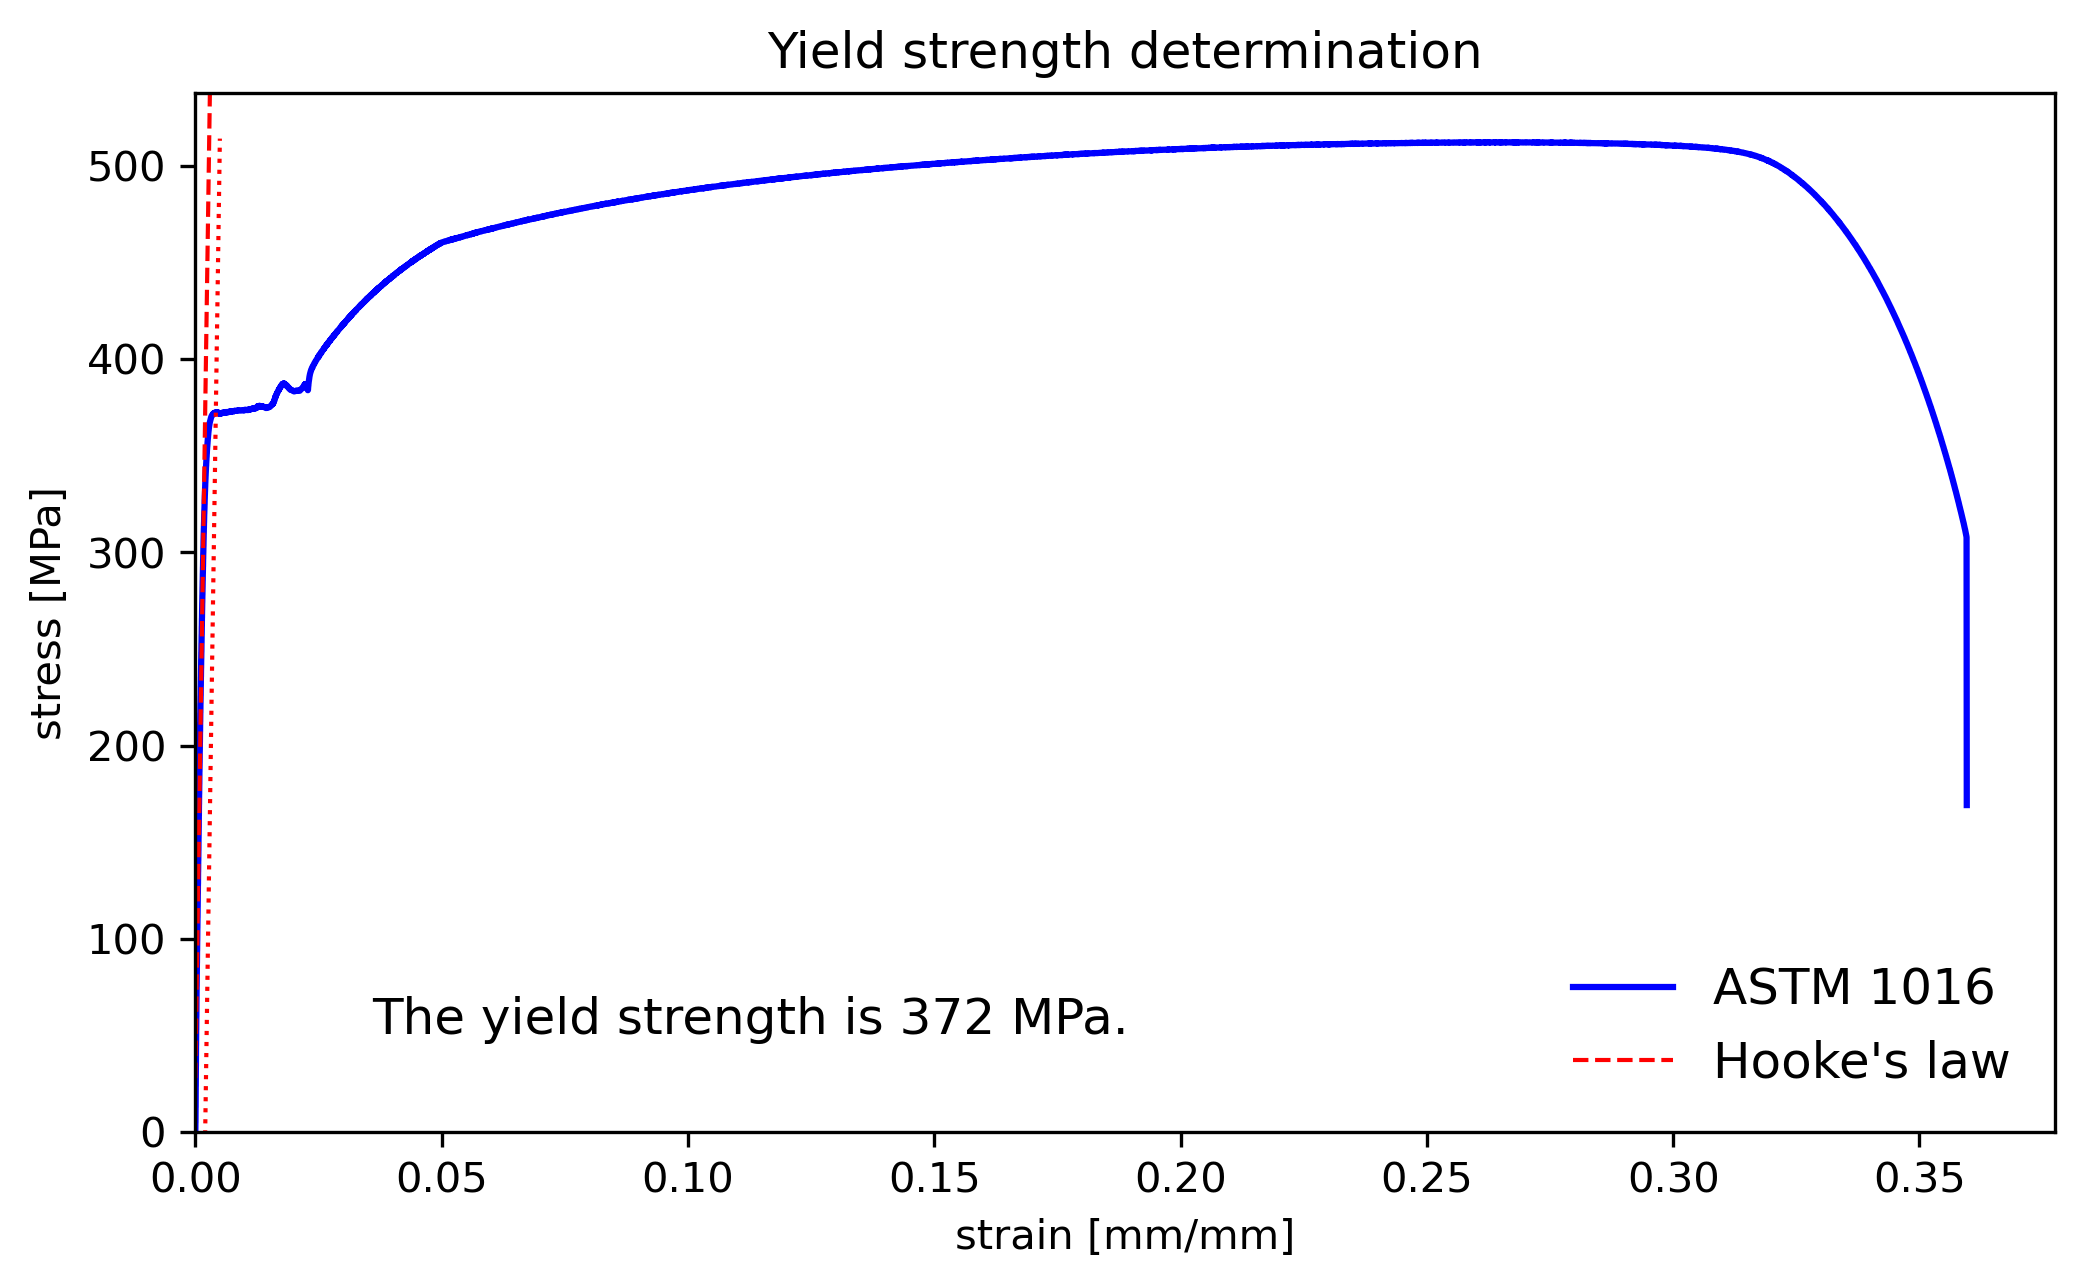 Yield strength determination
stress [MPa]
500
400
300
200
100
0
The yield strength is 372 MPa.
ASTM 1016
Hooke's law
0.00 0.05 0.10 0.15 0.20 0.25 0.30 0.35
strain [mm/mm]